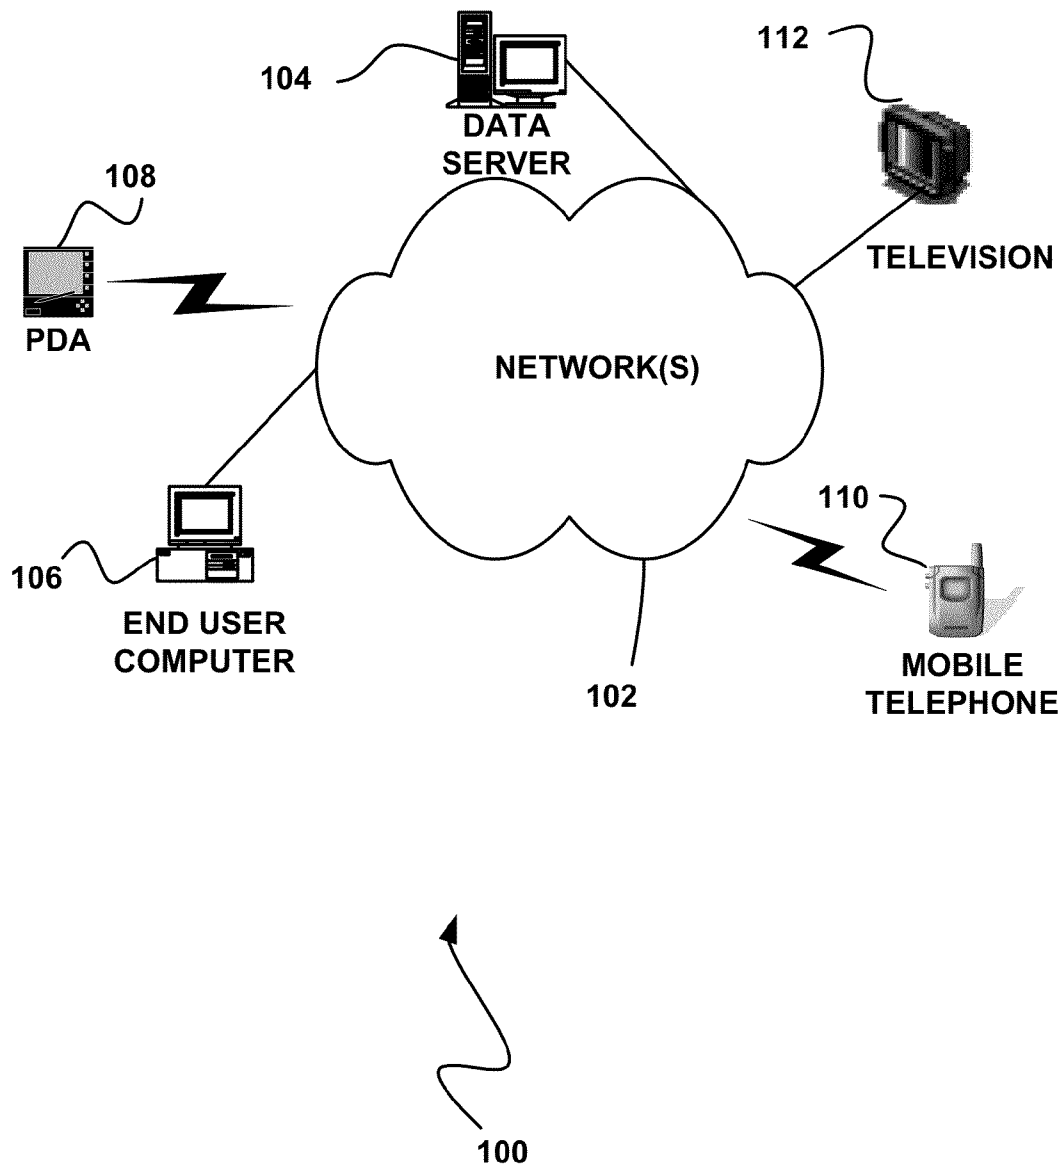 112
104
DATA
SERVER
108
TELEVISION
PDA
NETWORK(S)
110
106
END USER
COMPUTER
MOBILE
TELEPHONE
102
100